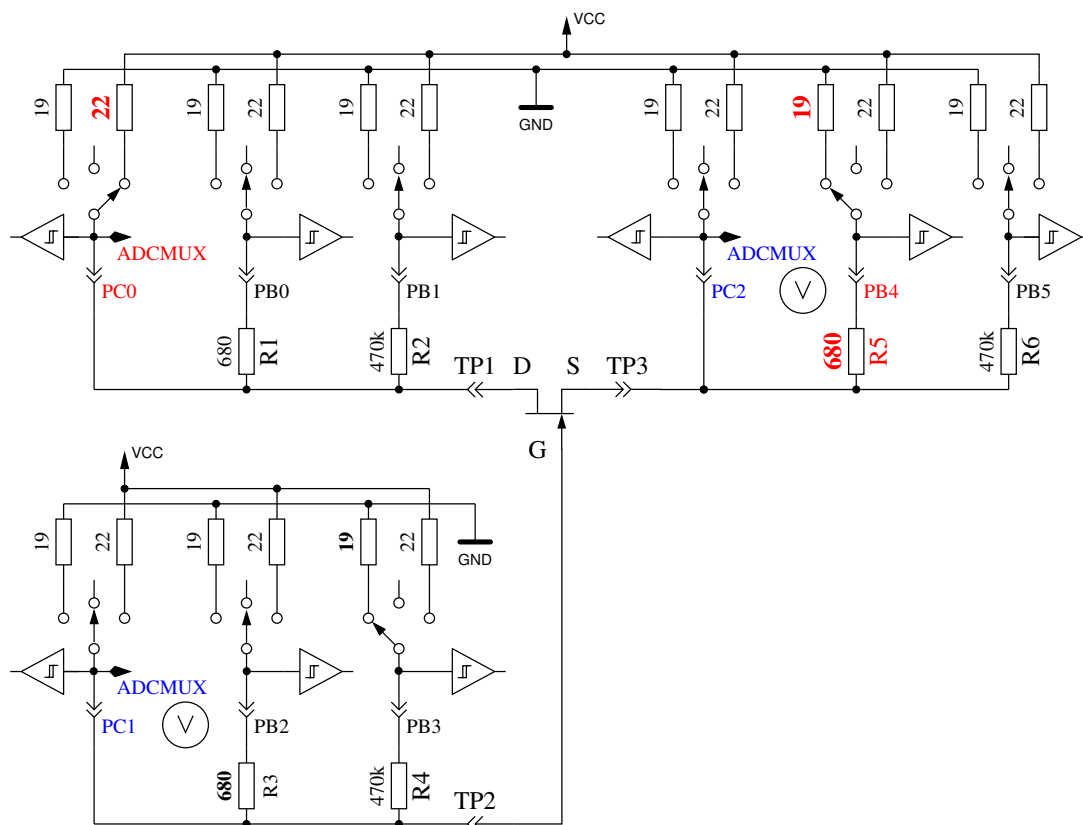 VCC
19
22
19
22
19
22
GND
19
22
19
22
19
22
ADCMUX
ADCMUX
PC0
PB0
PB1
PC2
V
PB4
PB5
680
R1
470k
R2
680
R5
470k
R6
TP1
D
S
TP3
G
VCC
19
22
19
22
19
22
GND
ADCMUX
PC1
V
PB2
PB3
680
R3
470k
R4
TP2